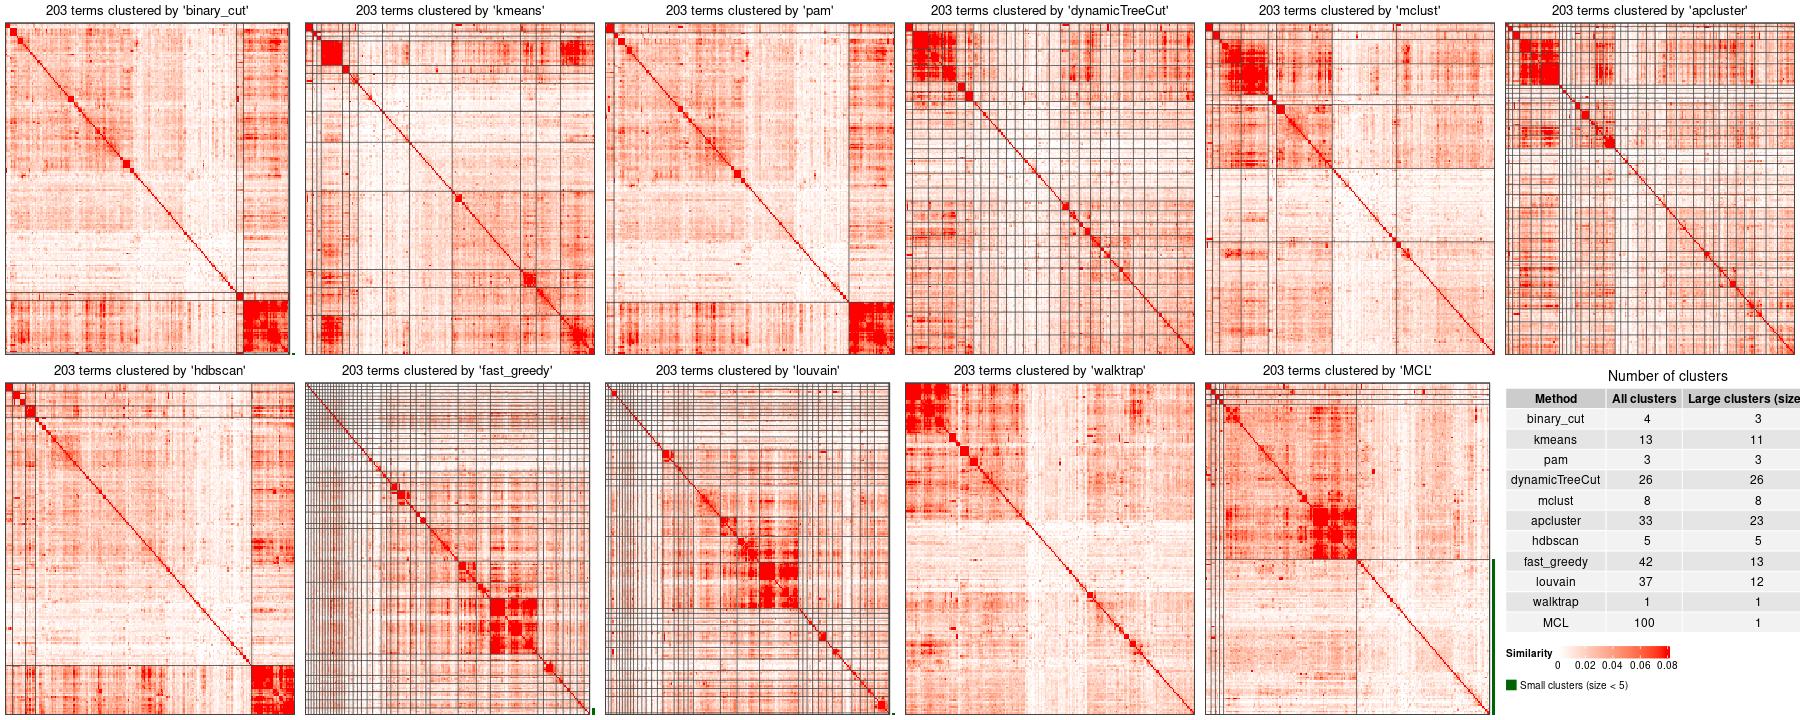 203 terms clustered by 'binary_cut'
203 terms clustered by 'kmeans'
203 terms clustered by 'pam'
203 terms clustered by 'dynamicTreeCut'
203 terms clustered by 'mclust'
203 terms clustered by 'apcluster'
203 terms clustered by 'hdbscan'
203 terms clustered by 'fast_greedy'
203 terms clustered by 'louvain'
203 terms clustered by 'walktrap'
203 terms clustered by 'MCL'
Number of clusters
Method All clusters Large clusters (size
binary_cut 4 3
kmeans 13 11
pam 3 3
dynamicTreeCut 26 26
mclust 8 8
apcluster 33 23
hdbscan 5 5
fast_greedy 42 13
louvain 37 12
walktrap 1 1
MCL 100 1
Similarity
0 0.02 0.04 0.06 0.08
Small clusters (size < 5)